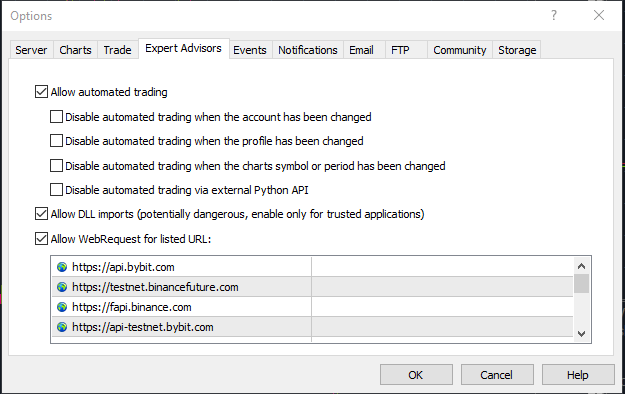 Options
Server Charts Trade Expert Advisors Events Notifications Email FTP Community Storage
Allow automated trading
Disable automated trading when the account has been changed
Disable automated trading when the profile has been changed
Disable automated trading when the charts symbol or period has been changed
Disable automated trading via external Python API
Allow DLL imports (potentially dangerous, enable only for trusted applications)
Allow WebRequest for listed URL:
https://api.bybit.com
https://testnet.binancefuture.com
https://fapi.binance.com
https://api-testnet.bybit.com
OK Cancel Help